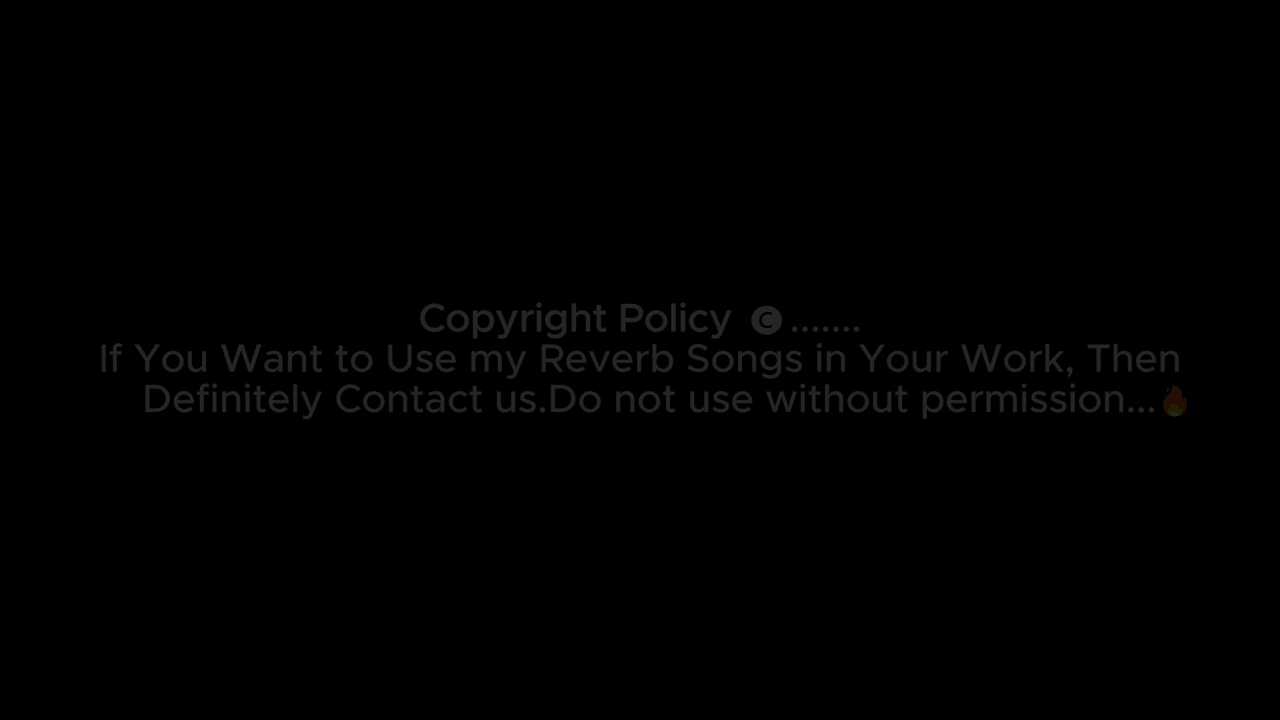 Copyright Policy ©.......
If You Want to Use my Reverb Songs in Your Work, Then
Definitely Contact us.Do not use without permission...🔥